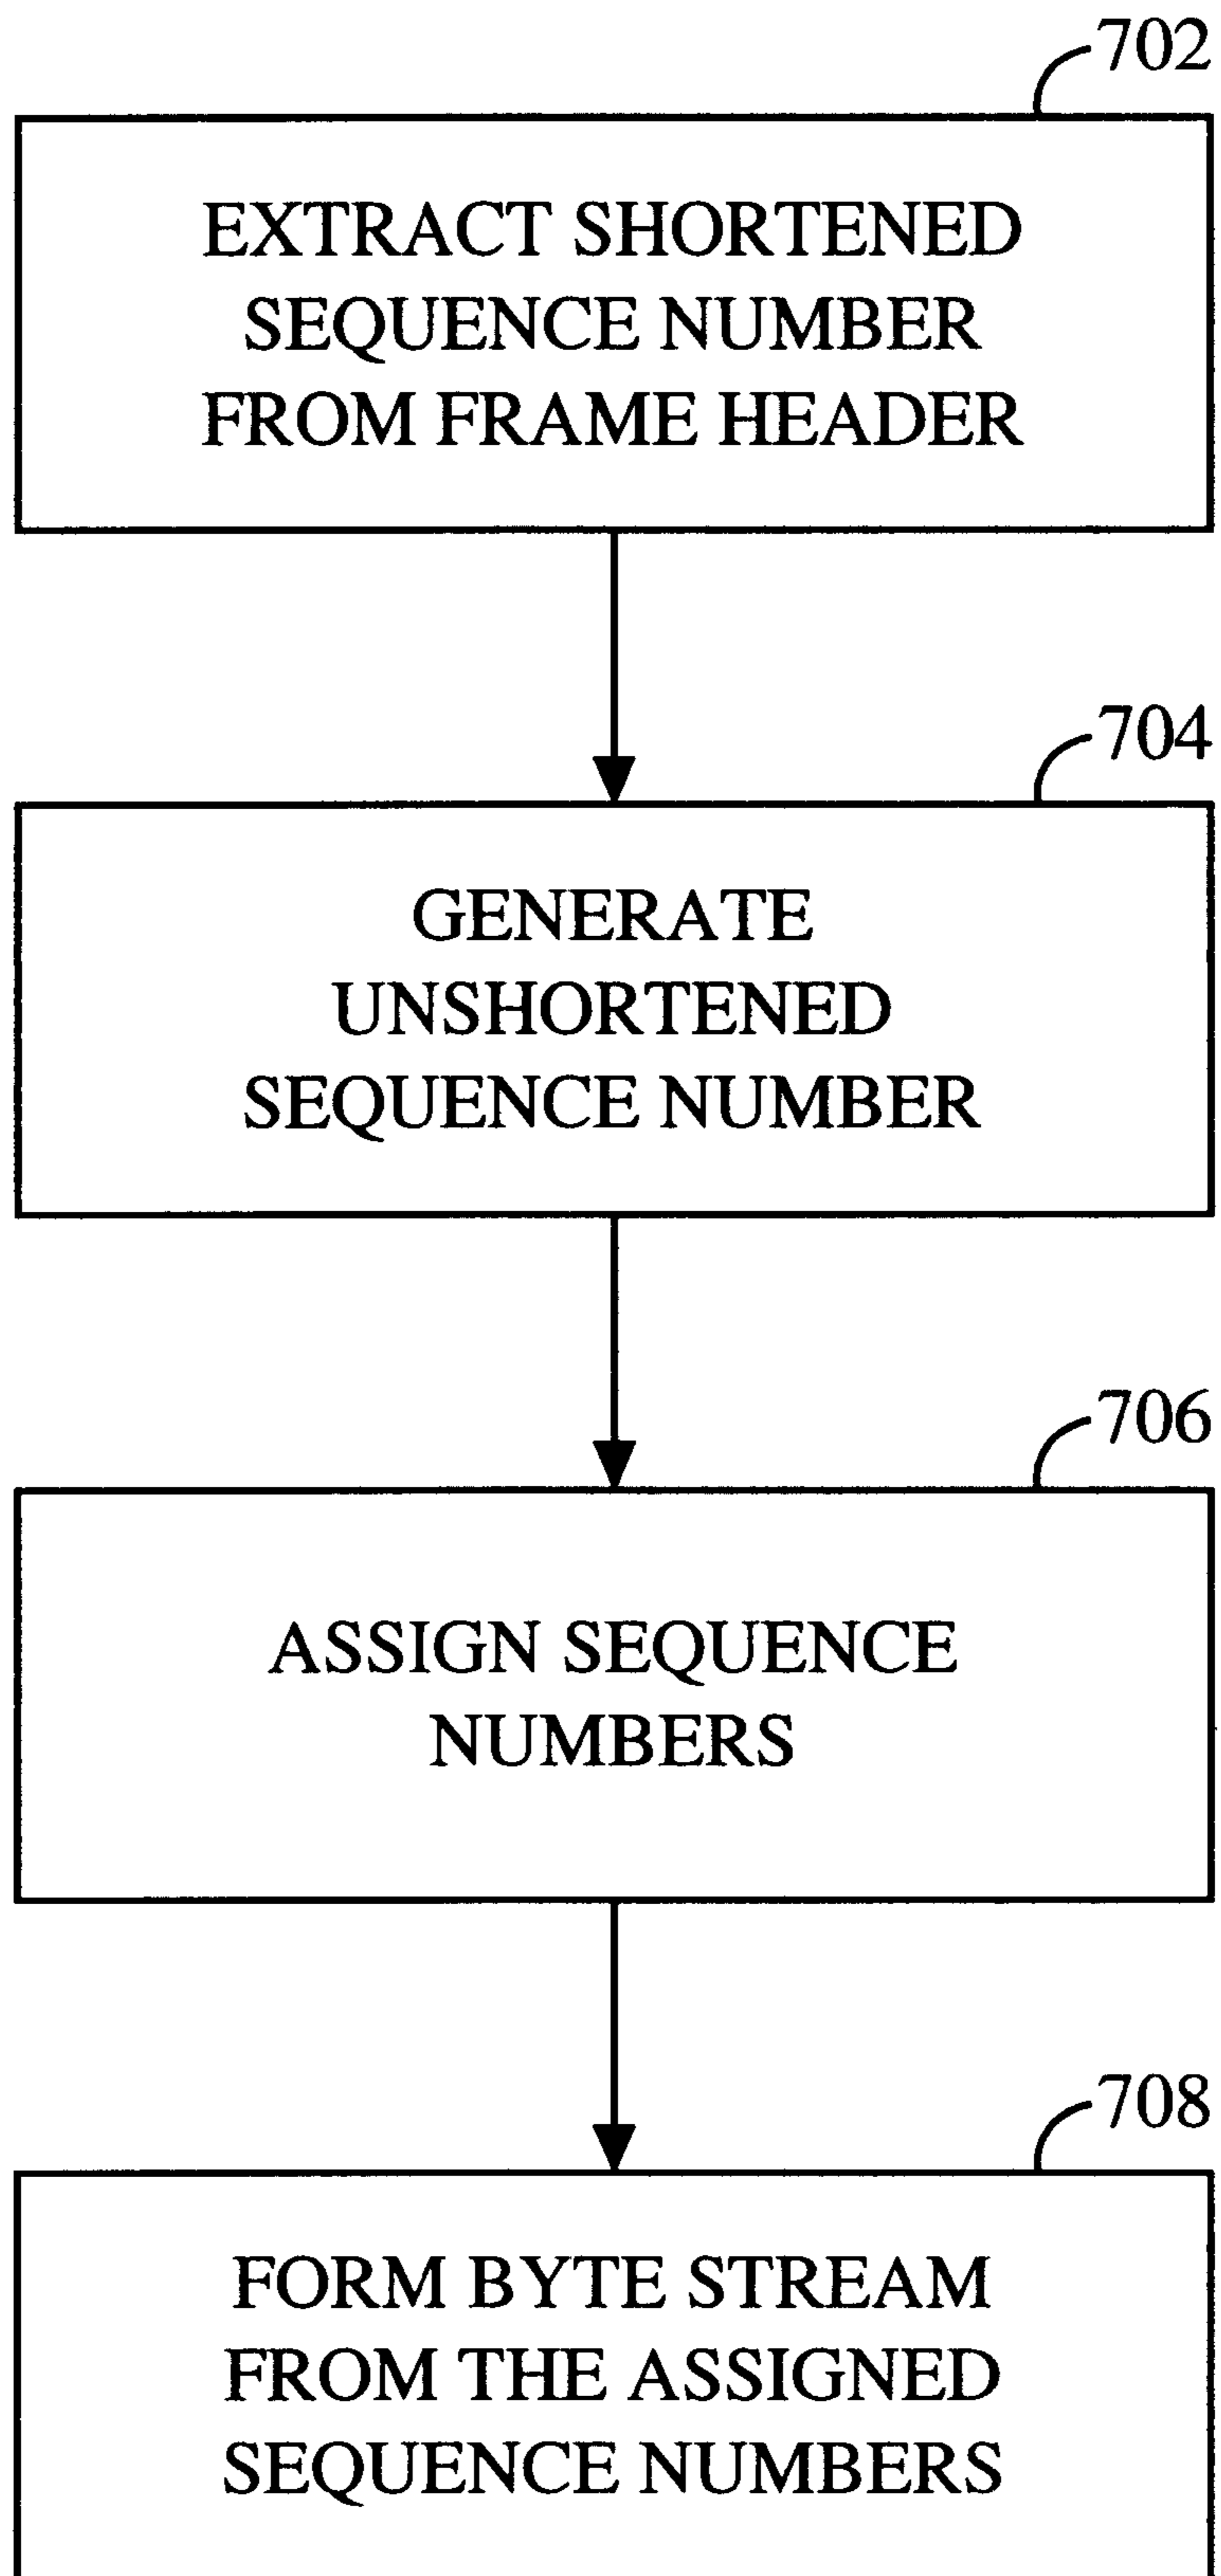 702
EXTRACT SHORTENED
SEQUENCE NUMBER
FROM FRAME HEADER
704
GENERATE
UNSHORTENED
SEQUENCE NUMBER
706
ASSIGN SEQUENCE
NUMBERS
708
FORM BYTE STREAM
FROM THE ASSIGNED
SEQUENCE NUMBERS